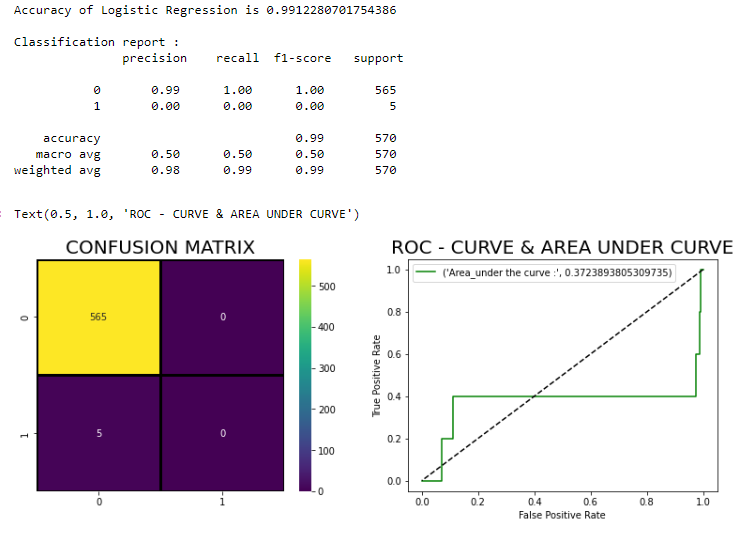 Accuracy of Logistic Regression is 0.9912280701754386
Classification report :
precision recall f1-score support
0 0.99 1.00 1.00 565
1 0.00 0.00 0.00 5
accuracy 0.99 570
macro avg 0.50 0.50 0.50 570
weighted avg 0.98 0.99 0.99 570
Text(0.5, 1.0, 'ROC - CURVE & AREA UNDER CURVE')
CONFUSION MATRIX
0
1
565 0
5 0
0 1
500
400
300
200
100
0
ROC - CURVE & AREA UNDER CURVE
('Area_under the curve :', 0.3723893805309735)
True Positive Rate
1.0
0.8
0.6
0.4
0.2
0.0
0.0 0.2 0.4 0.6 0.8 1.0
False Positive Rate